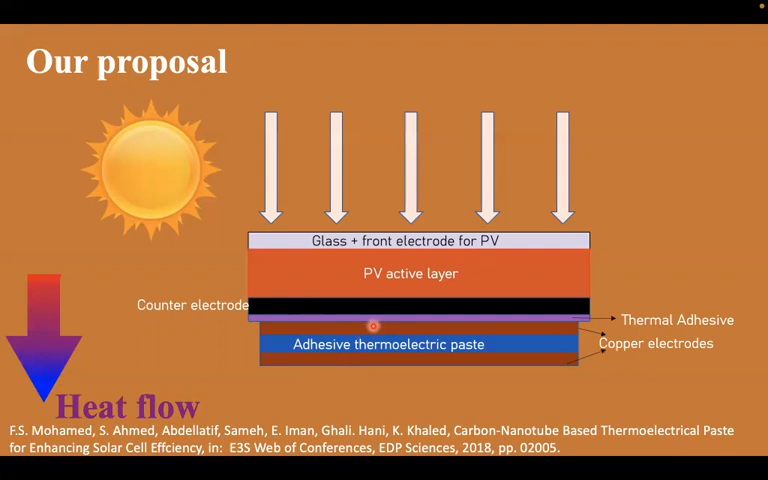 Our proposal
Glass + front electrode for PV
PV active layer
Counter electrode
Thermal Adhesive
Adhesive thermoelectric paste
Copper electrodes
Heat flow
F.S. Mohamed, S. Ahmed, Abdellatif, Sameh, E. Iman, Ghali. Hani, K. Khaled, Carbon-Nanotube Based Thermoelectrical Paste
for Enhancing Solar Cell Effciency, in:  E3S Web of Conferences, EDP Sciences, 2018, pp. 02005.